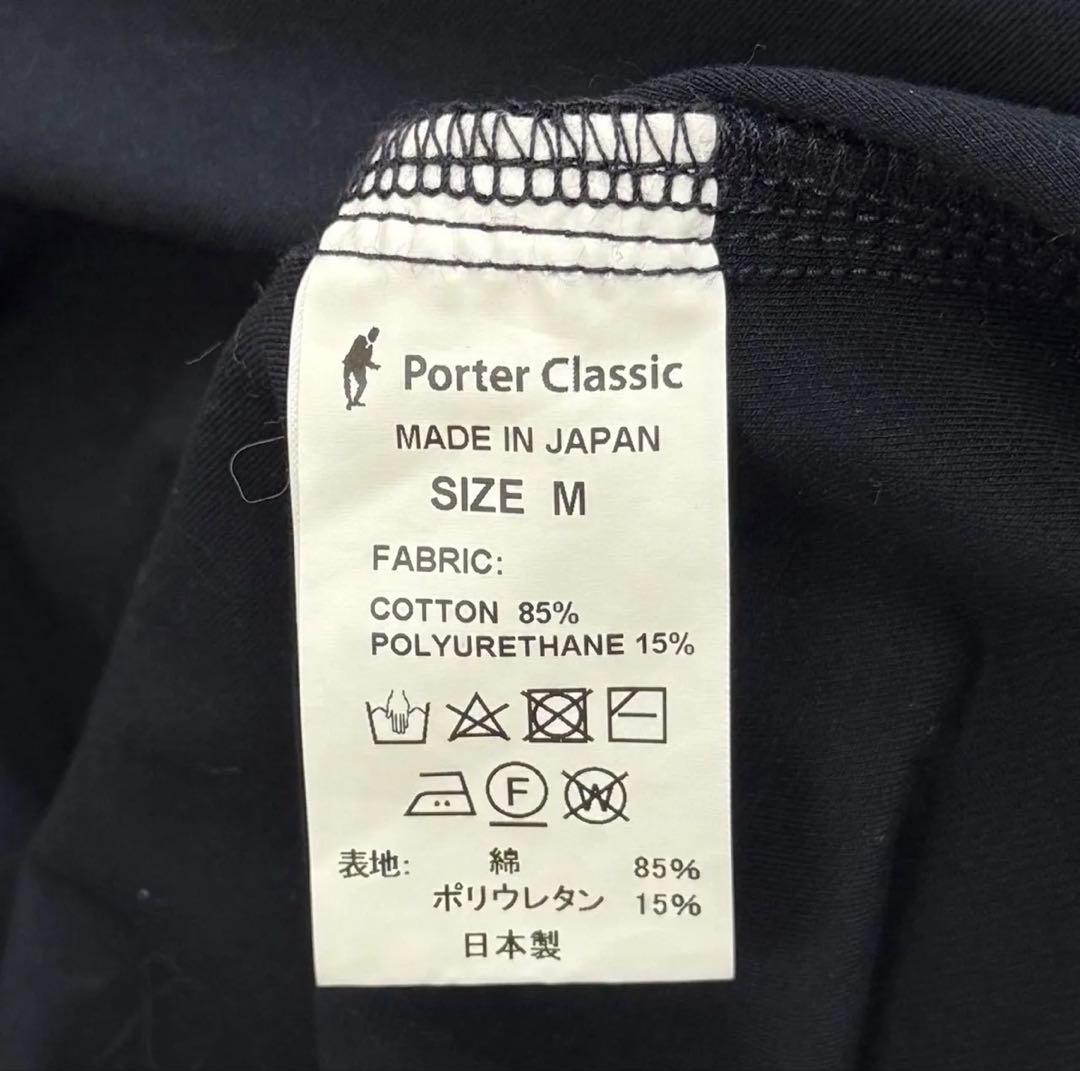 Porter Classic
MADE IN JAPAN
SIZE M
FABRIC:
COTTON 85%
POLYURETHANE 15%
F W
表地: 綿 85%
ポリウレタン 15%
日本製